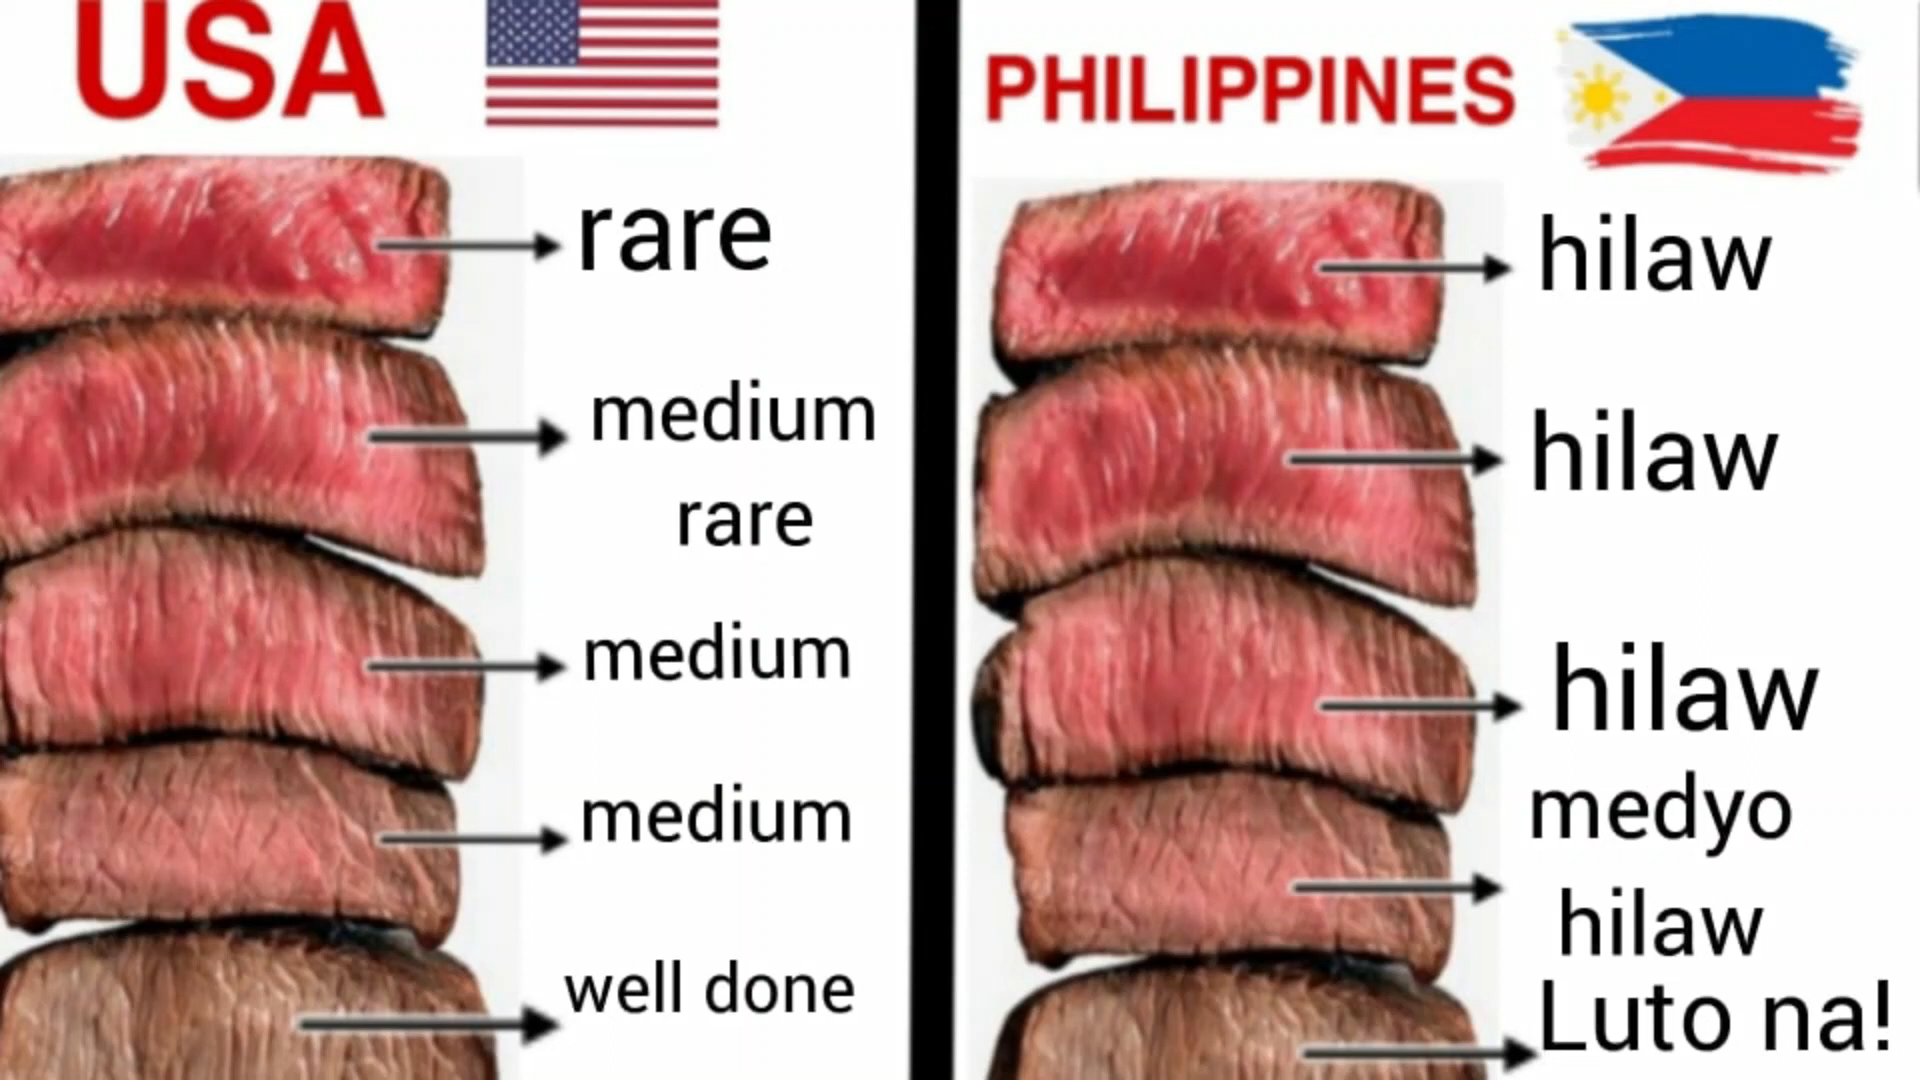 USA
rare
medium
rare
medium
medium
well done
PHILIPPINES
hilaw
hilaw
hilaw
medyo
hilaw
Luto na!